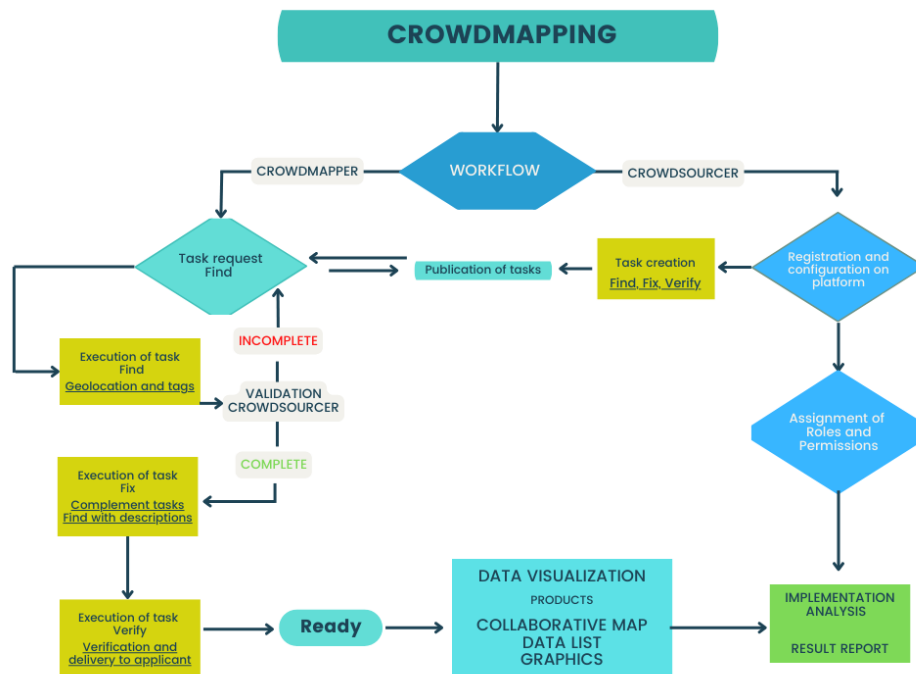 CROWDMAPPING
WORKFLOW
CROWDMAPPER
CROWDSOURCER
Task request
Find
Publication of tasks
Task creation
Find, Fix, Verify
Registration and
configuration on
platform
INCOMPLETE
Execution of task
Find
Geolocation and tags
VALIDATION
CROWDSOURCER
Assignment of
Roles and
Permissions
COMPLETE
Execution of task
Fix
Complement tasks
Find with descriptions
Execution of task
Verify
Verification and
delivery to applicant
Ready
DATA VISUALIZATION
PRODUCTS
COLLABORATIVE MAP
DATA LIST
GRAPHICS
IMPLEMENTATION
ANALYSIS
RESULT REPORT